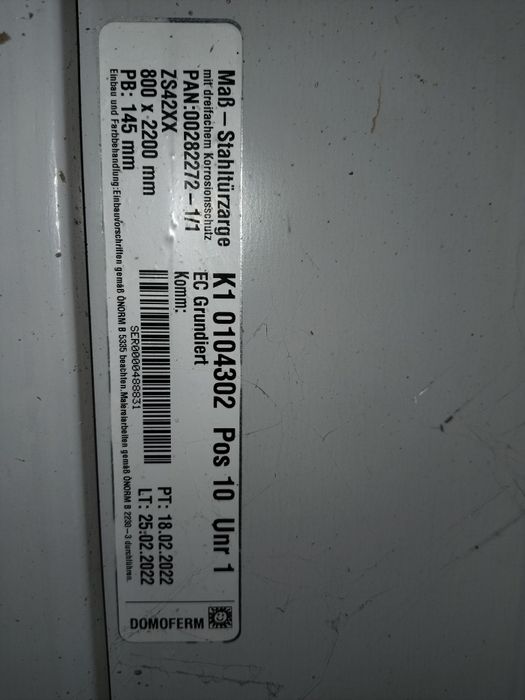 Maß – Stahltürzarge K1 0104302 Pos 10 Unr 1
mit dreifachem Korrosionsschutz EC Grundiert
PAN:00282272–1/1 Komm:
ZS42XX PT: 18.02.2022
800 x 2200 mm LT: 25.02.2022
PB: 145 mm SER0000488831
Einbau und Farbbehandlung:Einbauvorschriften gemäß ÖNORM B 5335 beachten.Malerarbeiten gemäß ÖNORM B 2230–3 durchführen.
DOMOFERM